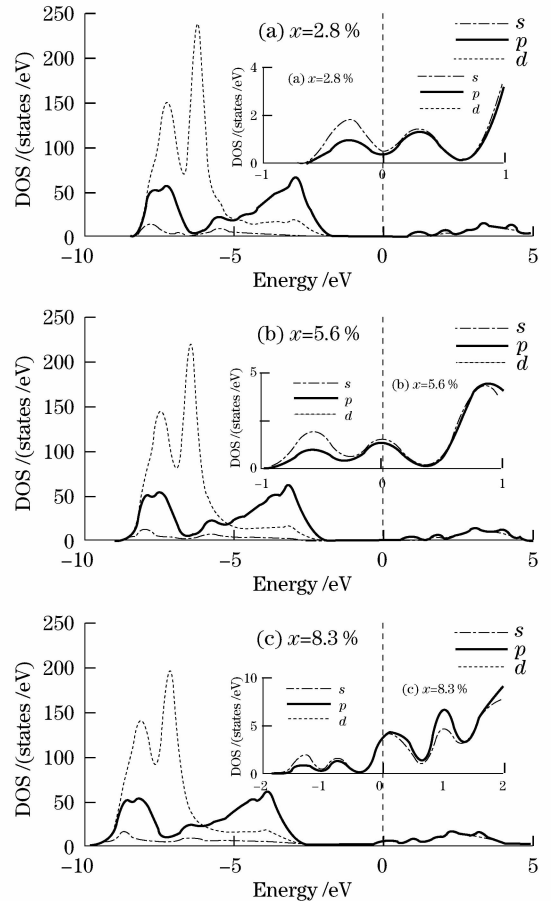 250
200
150
100
50
0
DOS /(states /eV)
(a) x=2.8 %
s
p
d
4
2
0
DOS /(states /eV)
(a) x=2.8 %
s
p
d
−1
0
1
−10
−5
0
5
Energy /eV
250
200
150
100
50
0
DOS /(states /eV)
(b) x=5.6 %
s
p
d
5
0
DOS /(states /eV)
s
p
d
(b) x=5.6 %
−1
0
1
−10
−5
0
5
Energy /eV
250
200
150
100
50
0
DOS /(states /eV)
(c) x=8.3 %
s
p
d
10
5
0
DOS /(states /eV)
s
p
d
(c) x=8.3 %
−2
−1
0
1
2
−10
−5
0
5
Energy /eV